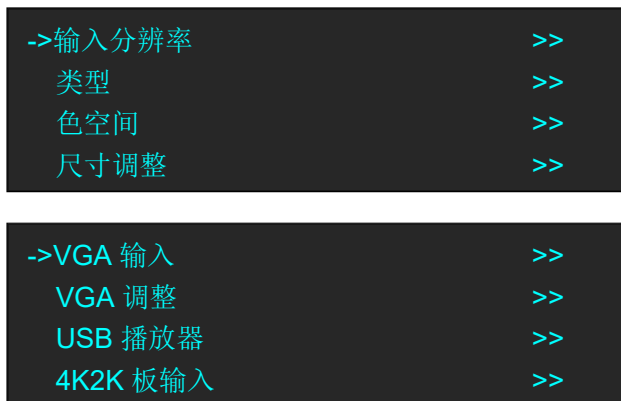 ->输入分辨率 >>
类型 >>
色空间 >>
尺寸调整 >>
->VGA 输入 >>
VGA 调整 >>
USB 播放器 >>
4K2K 板输入 >>